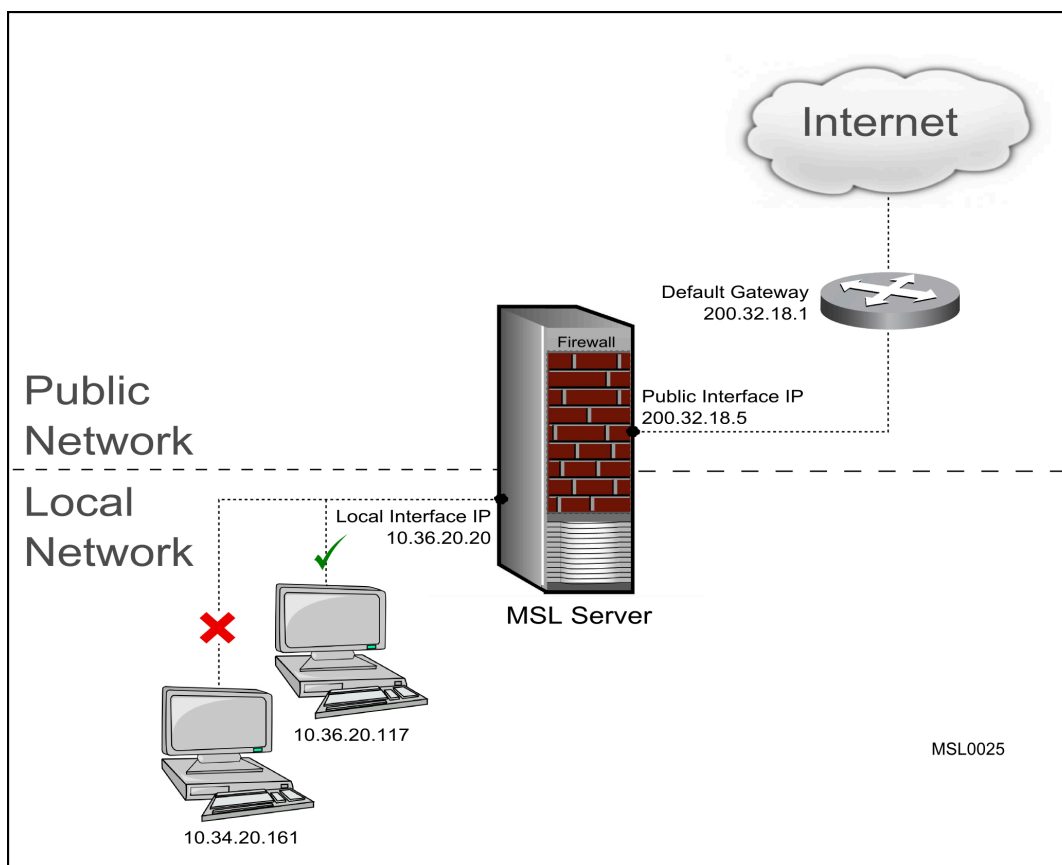 Internet
Default Gateway
200.32.18.1
Firewall
Public Interface IP
200.32.18.5
Public
Network
Local
Network
Local Interface IP
10.36.20.20
MSL Server
10.36.20.117
10.34.20.161
MSL0025